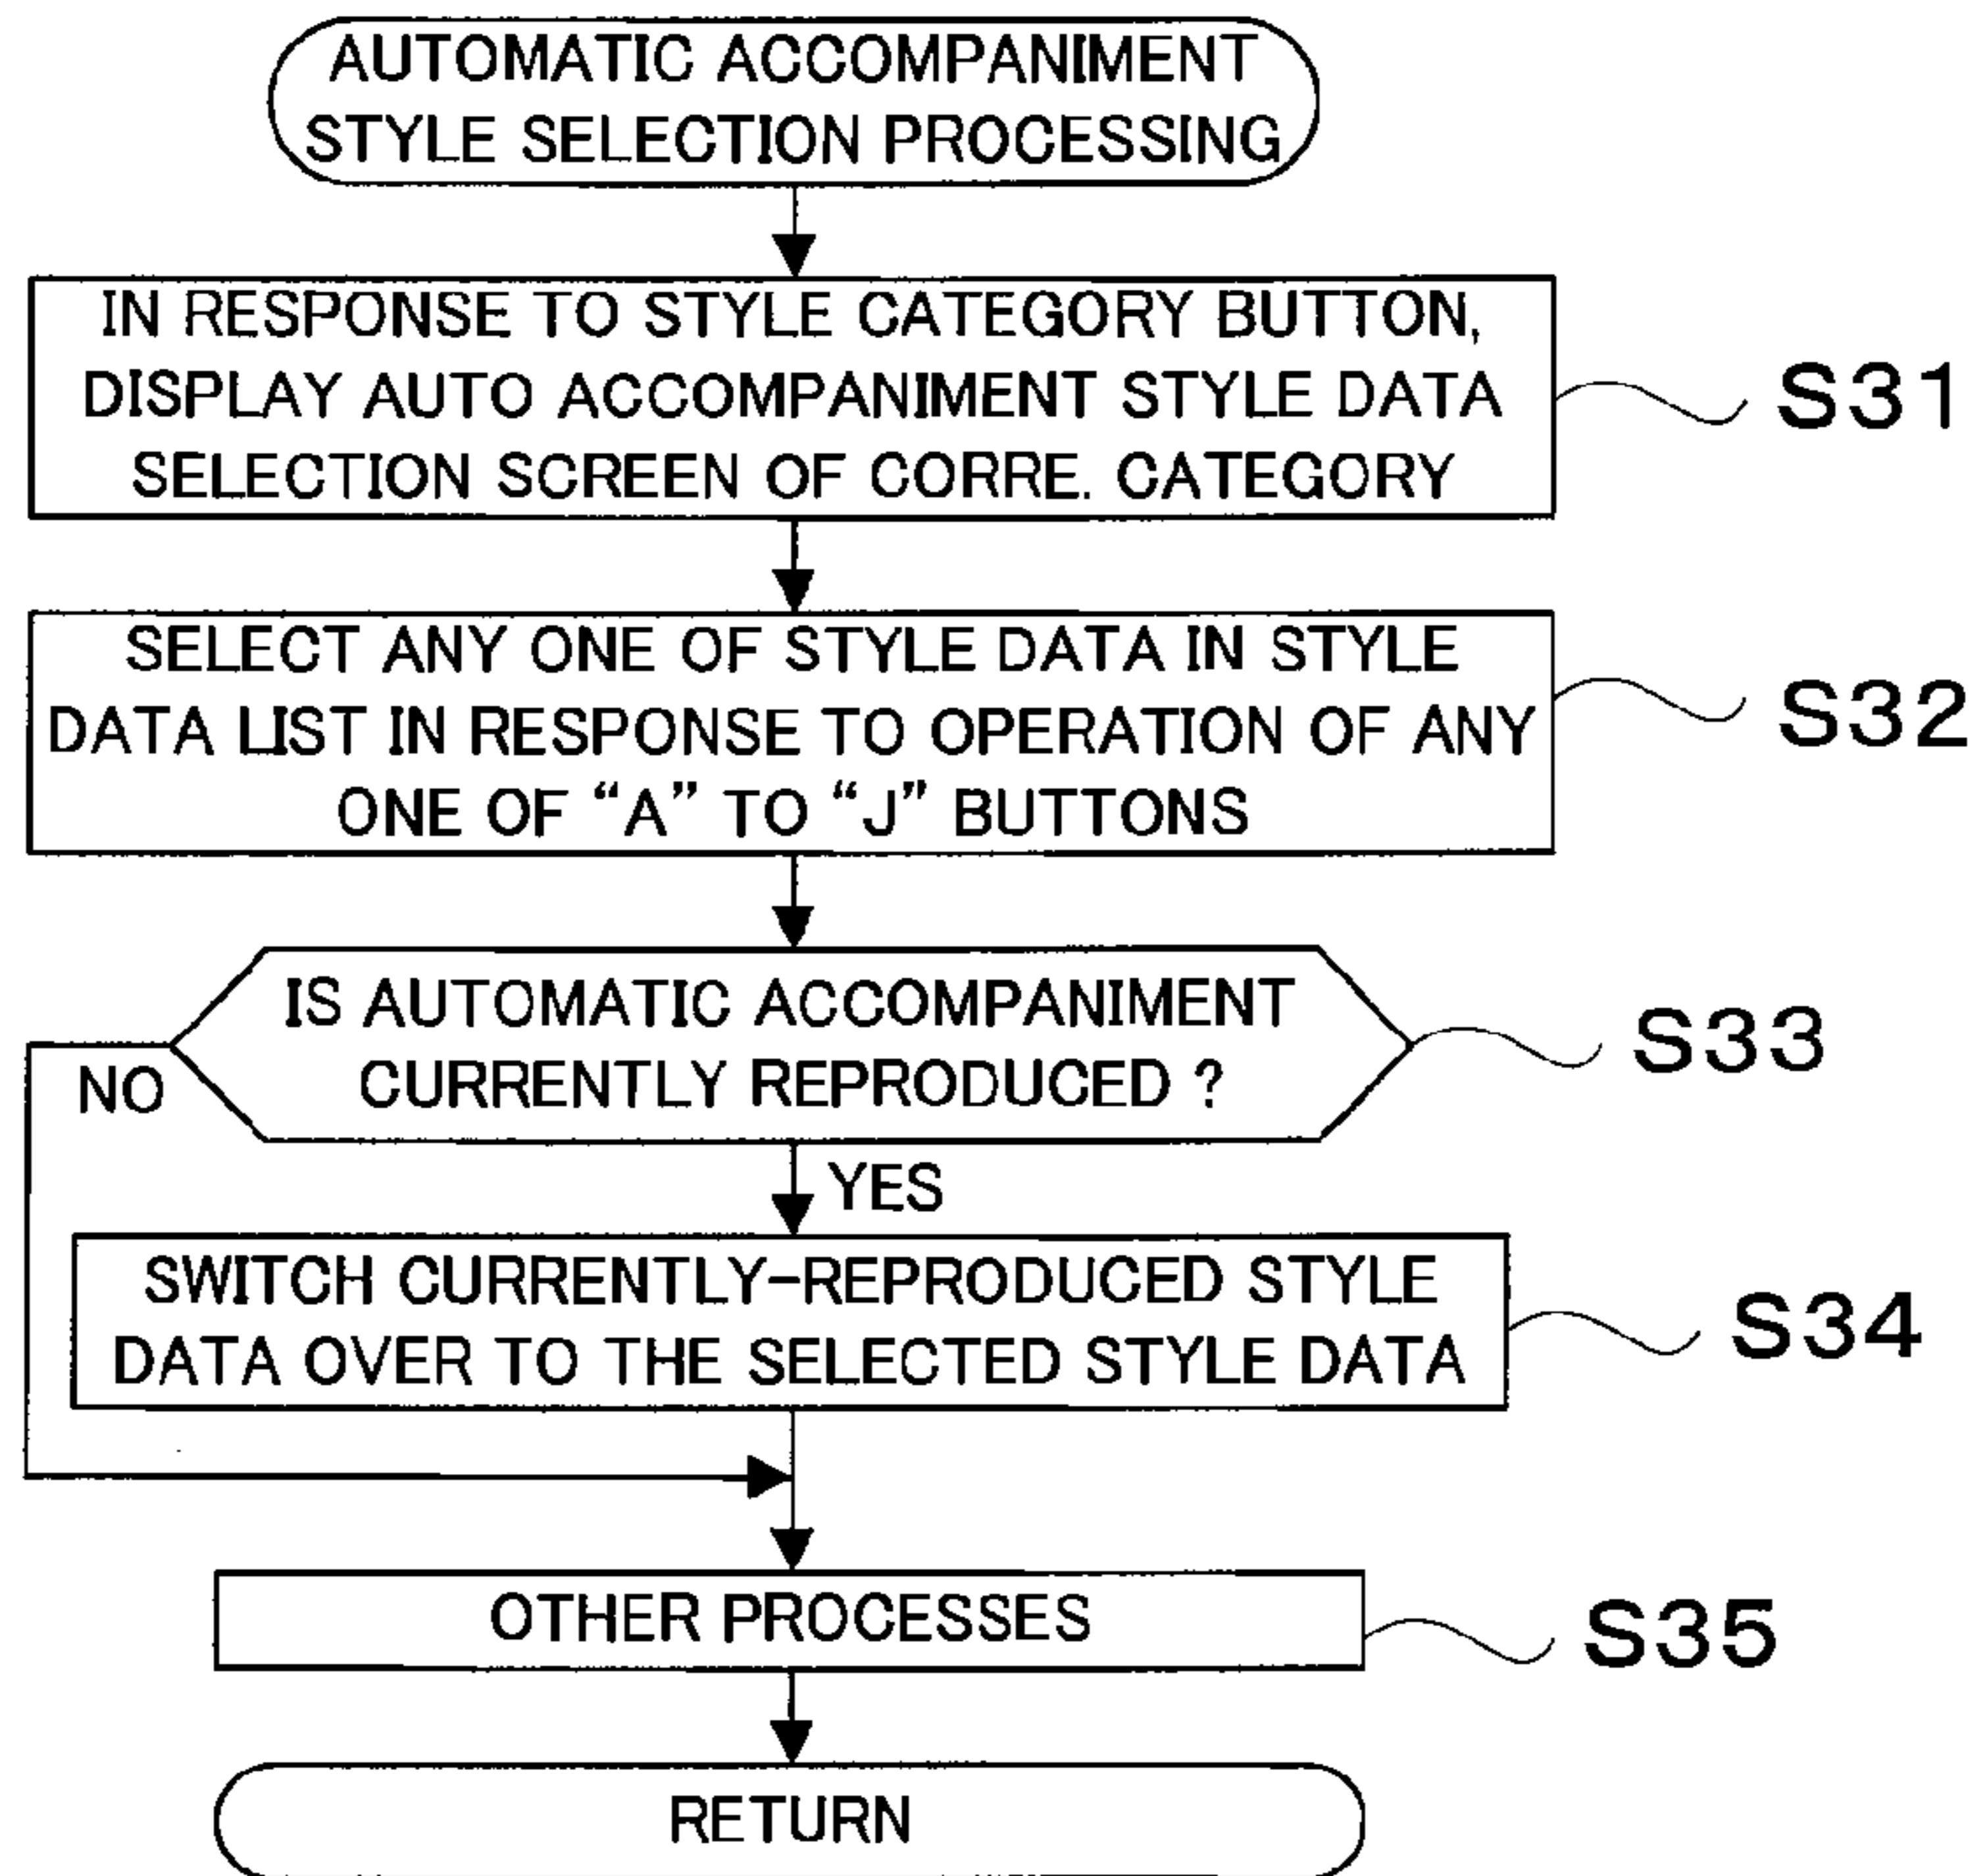 AUTOMATIC ACCOMPANIMENT
STYLE SELECTION PROCESSING
IN RESPONSE TO STYLE CATEGORY BUTTON,
DISPLAY AUTO ACCOMPANIMENT STYLE DATA
SELECTION SCREEN OF CORRE. CATEGORY
S31
SELECT ANY ONE OF STYLE DATA IN STYLE
DATA LIST IN RESPONSE TO OPERATION OF ANY
ONE OF “A” TO “J” BUTTONS
S32
IS AUTOMATIC ACCOMPANIMENT
CURRENTLY REPRODUCED ?
S33
NO
YES
SWITCH CURRENTLY-REPRODUCED STYLE
DATA OVER TO THE SELECTED STYLE DATA
S34
OTHER PROCESSES
S35
RETURN